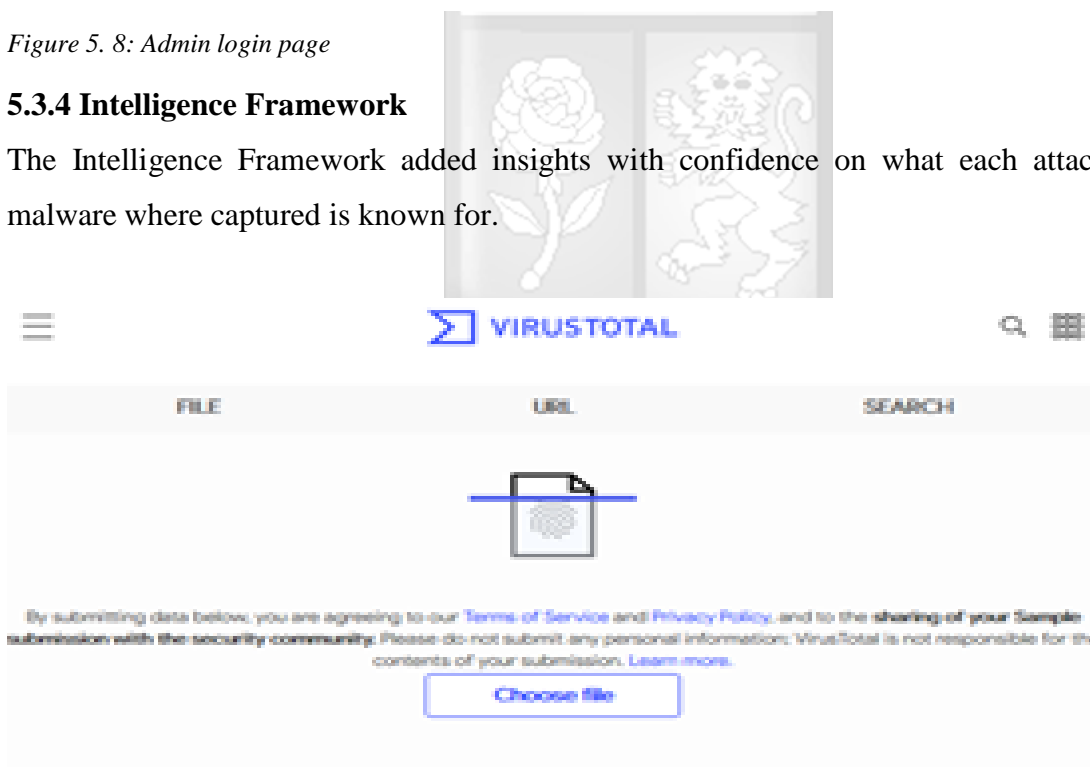 Figure 5. 8: Admin login page
5.3.4 Intelligence Framework
The Intelligence Framework added insights with confidence on what each attac
malware where captured is known for.
VIRUSTOTAL
FILE URL SEARCH
By submitting data below, you are agreeing to our Terms of Service and Privacy Policy, and to the sharing of your Sample
submission with the security community. Please do not submit any personal information; VirusTotal is not responsible for the
contents of your submission. Learn more.
Choose file